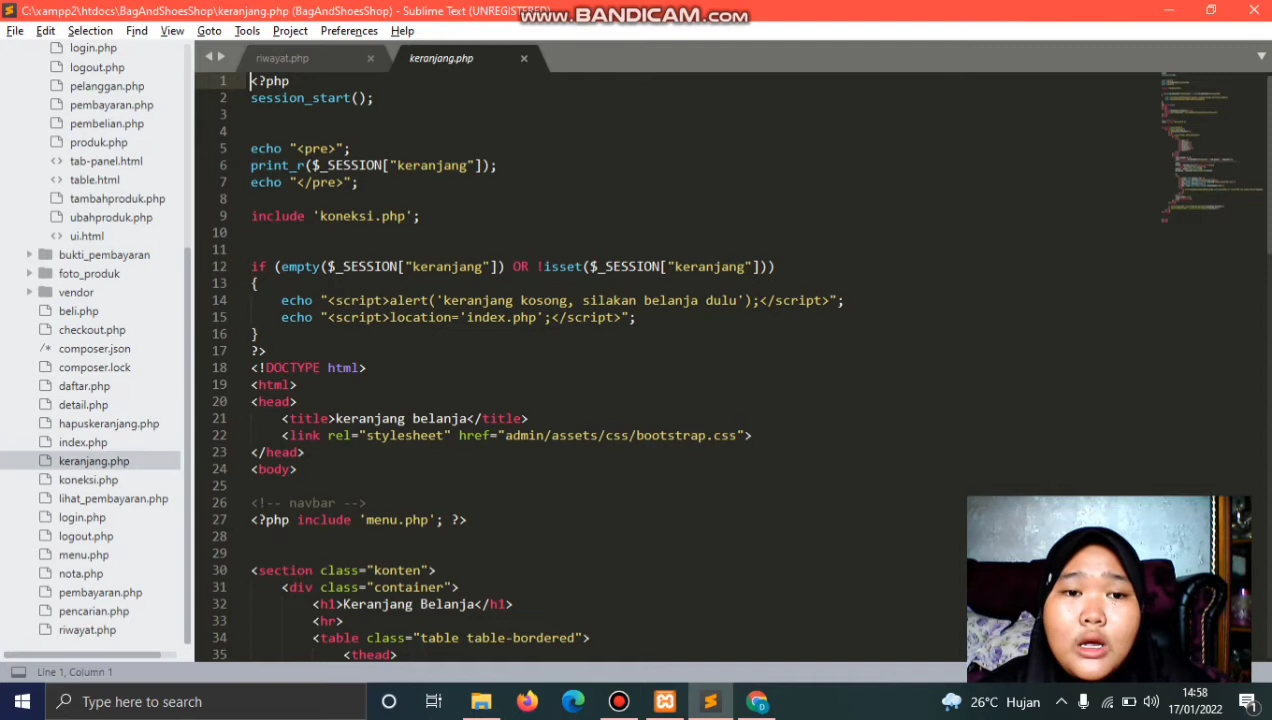 C:\xampp2\htdocs\BagAndShoesShop\keranjang.php (BagAndShoesShop) - Sublime Text (UNREGISTERED)
www.BANDICAM.com
File Edit Selection Find View Goto Tools Project Preferences Help
login.php
logout.php
pelanggan.php
pembayaran.php
pembelian.php
produk.php
<> tab-panel.html
<> table.html
tambahproduk.php
ubahproduk.php
<> ui.html
bukti_pembayaran
foto_produk
vendor
beli.php
checkout.php
/* composer.json
composer.lock
daftar.php
detail.php
hapuskeranjang.php
index.php
keranjang.php
koneksi.php
lihat_pembayaran.php
login.php
logout.php
menu.php
nota.php
pembayaran.php
pencarian.php
riwayat.php
riwayat.php × keranjang.php ×
1 <?php
2 session_start();
3
4
5 echo "<pre>";
6 print_r($_SESSION["keranjang"]);
7 echo "</pre>";
8
9 include 'koneksi.php';
10
11
12 if (empty($_SESSION["keranjang"]) OR !isset($_SESSION["keranjang"]))
13 {
14 echo "<script>alert('keranjang kosong, silakan belanja dulu');</script>";
15 echo "<script>location='index.php';</script>";
16 }
17 ?>
18 <!DOCTYPE html>
19 <html>
20 <head>
21 <title>keranjang belanja</title>
22 <link rel="stylesheet" href="admin/assets/css/bootstrap.css">
23 </head>
24 <body>
25
26 <!-- navbar -->
27 <?php include 'menu.php'; ?>
28
29
30 <section class="konten">
31 <div class="container">
32 <h1>Keranjang Belanja</h1>
33 <hr>
34 <table class="table table-bordered">
35 <thead>
Line 1, Column 1
Type here to search
26°C Hujan
14:58
17/01/2022
1